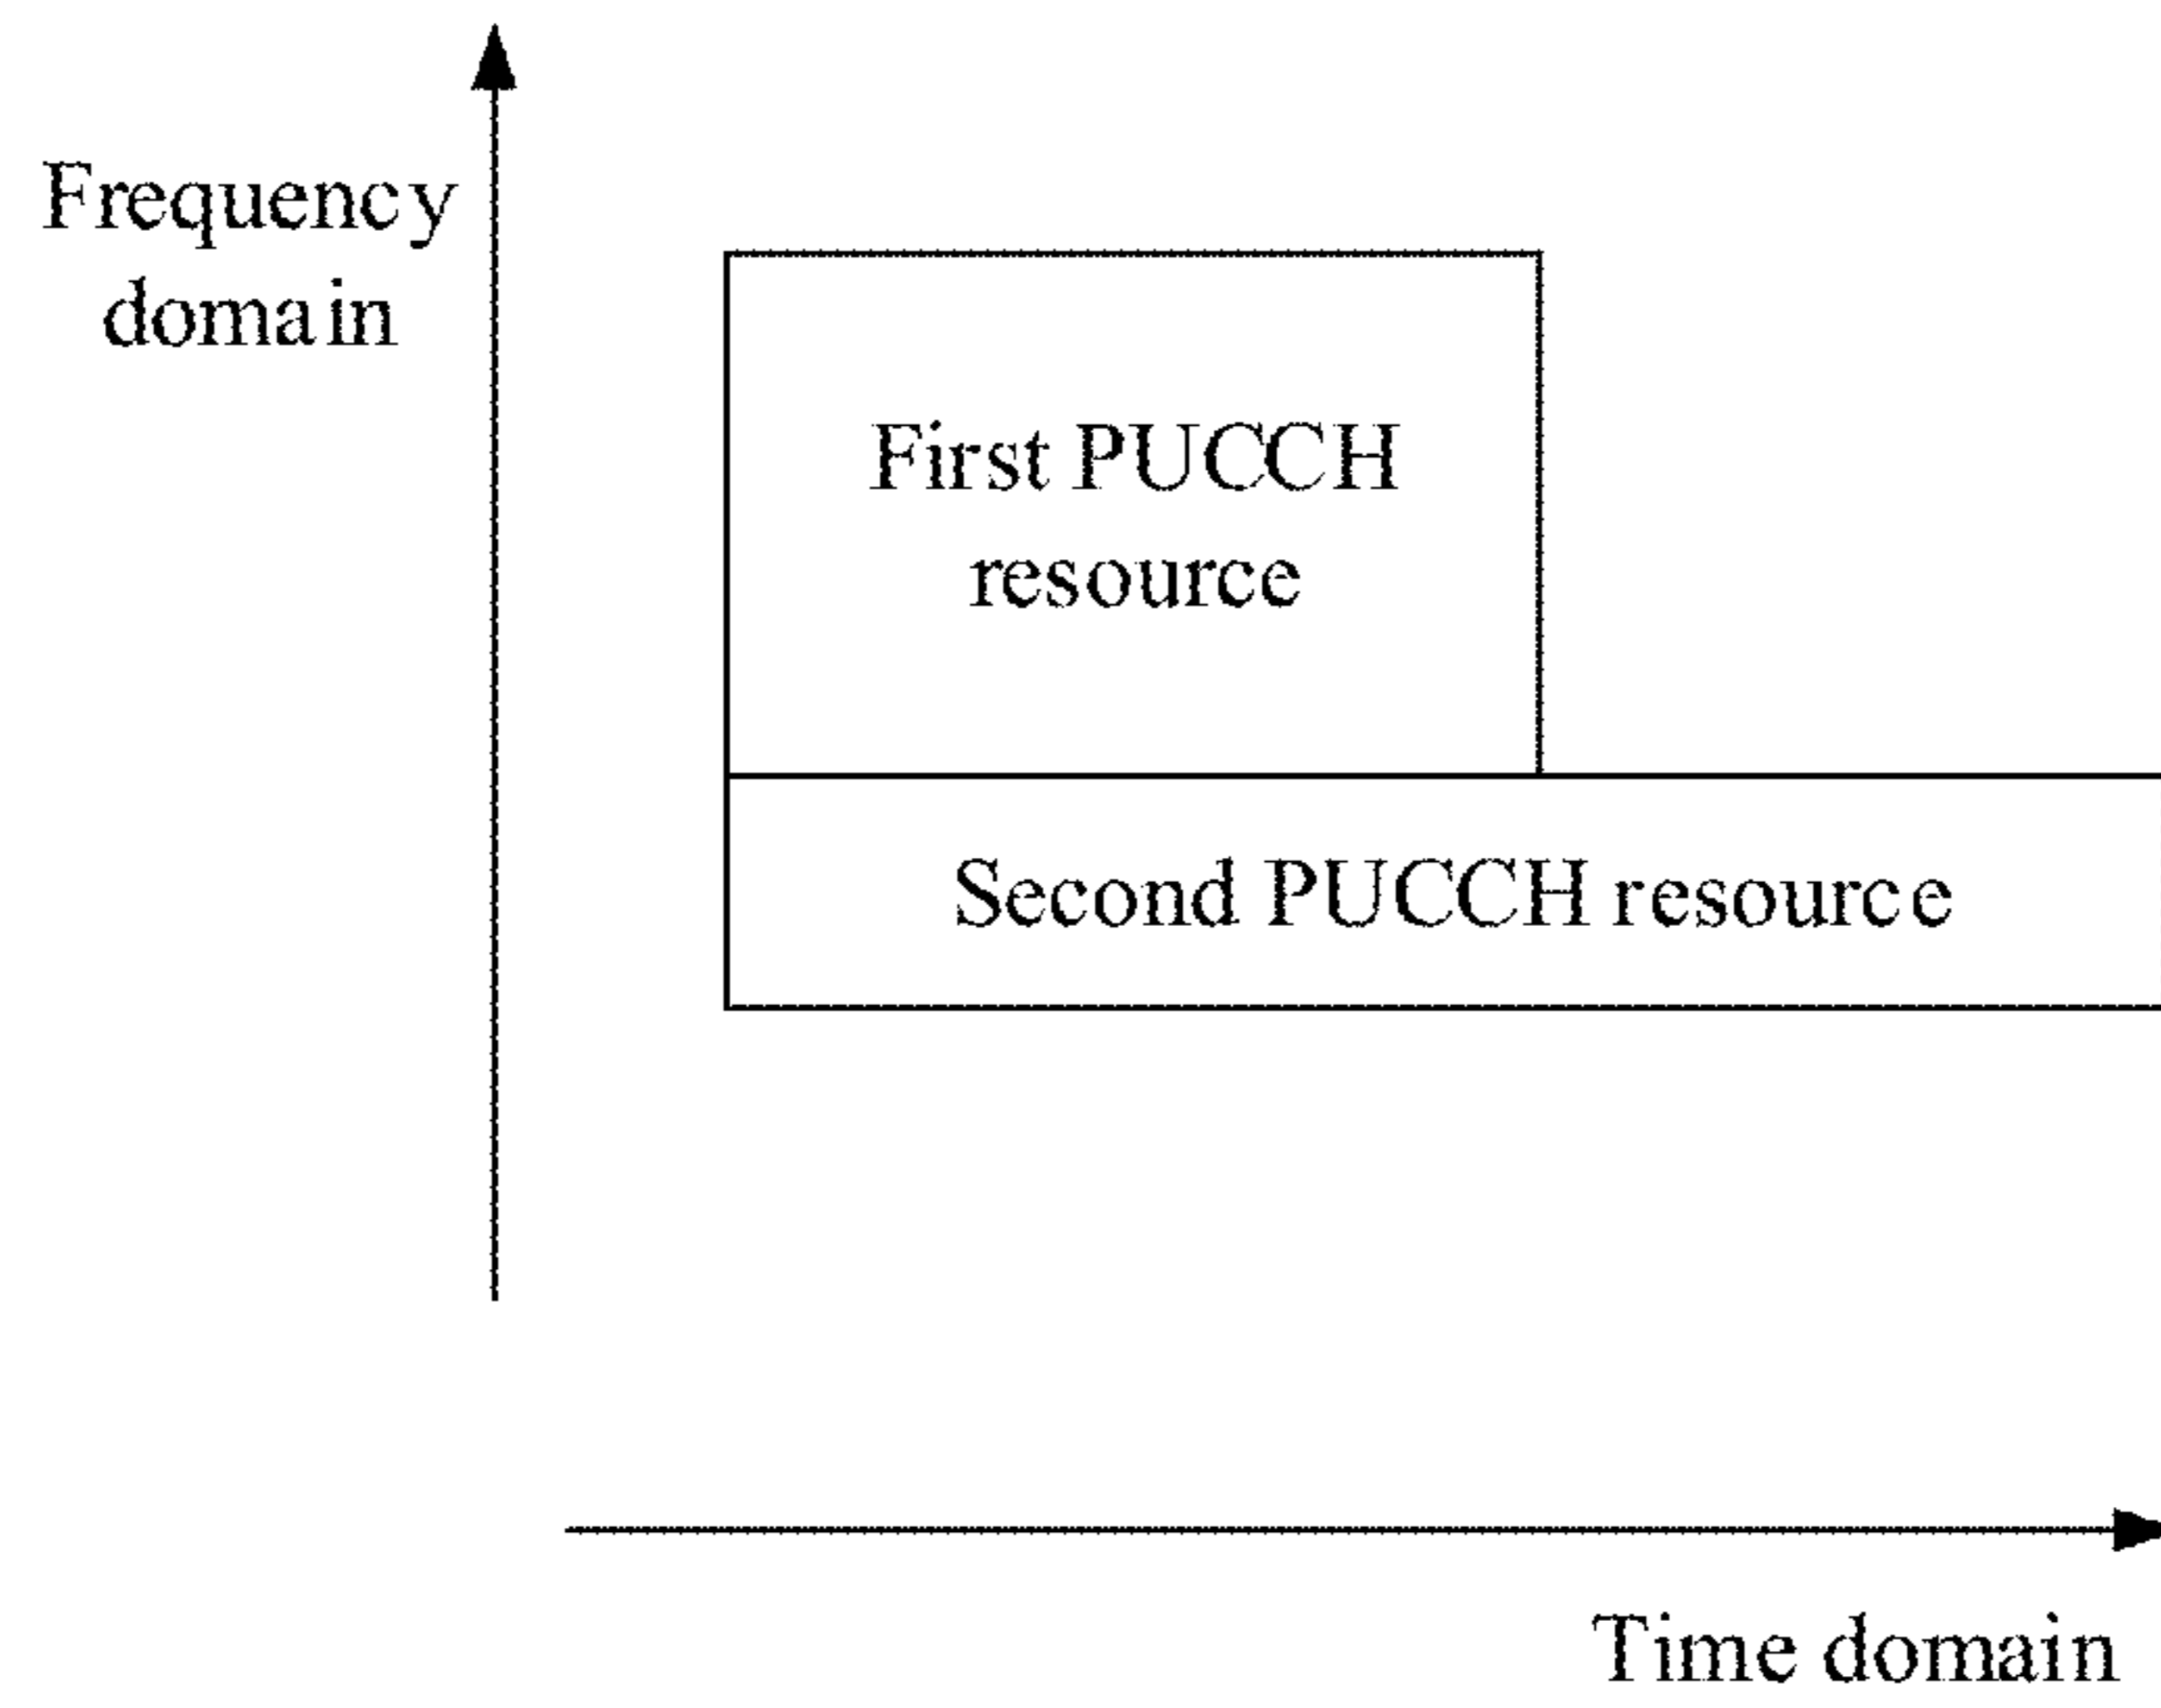 Frequency
domain
First PUCCH
resource
Second PUCCH resource
Time domain